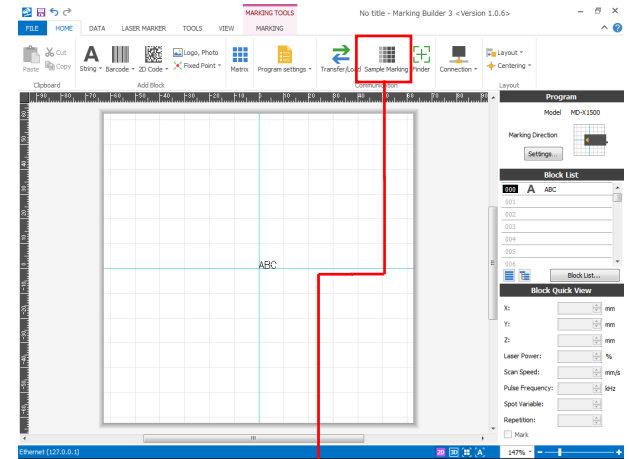 MARKING TOOLS
No title - Marking Builder 3 <Version 1.0.6>
FILE HOME DATA LASER MARKER TOOLS VIEW MARKING
Paste
Cut
Copy
String
Barcode
2D Code
Logo, Photo
Fixed Point
Matrix
Program settings
Transfer/Load
Sample Marking
Finder
Connection
Layout
Centering
Clipboard
Add Block
Communication
Layout
Program
Model MD-X1500
Marking Direction
Settings...
Block List
000 A ABC
001
002
003
004
005
006
Block List...
ABC
Block Quick View
X: mm
Y: mm
Z: mm
Laser Power: %
Scan Speed: mm/s
Pulse Frequency: kHz
Spot Variable:
Repetition:
Mark
Ethernet (127.0.0.1)
2D 3D A
147%